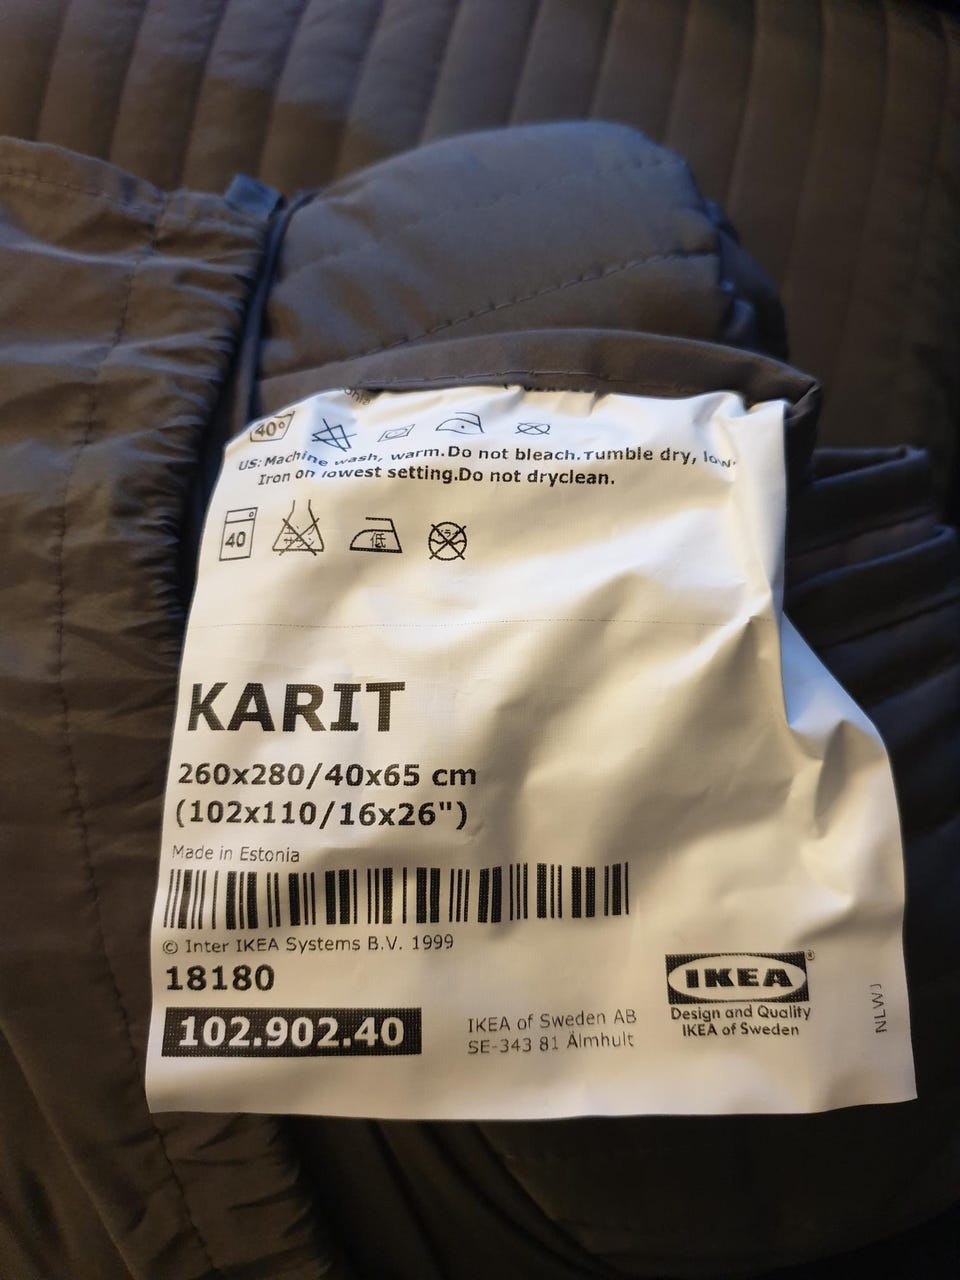 40°
US: Machine wash, warm.Do not bleach.Tumble dry, low.
Iron on lowest setting.Do not dryclean.
40
低
KARIT
260x280/40x65 cm
(102x110/16x26")
Made in Estonia
© Inter IKEA Systems B.V. 1999
18180
102.902.40
IKEA of Sweden AB
SE-343 81 Älmhult
IKEA®
Design and Quality
IKEA of Sweden
NLWJ